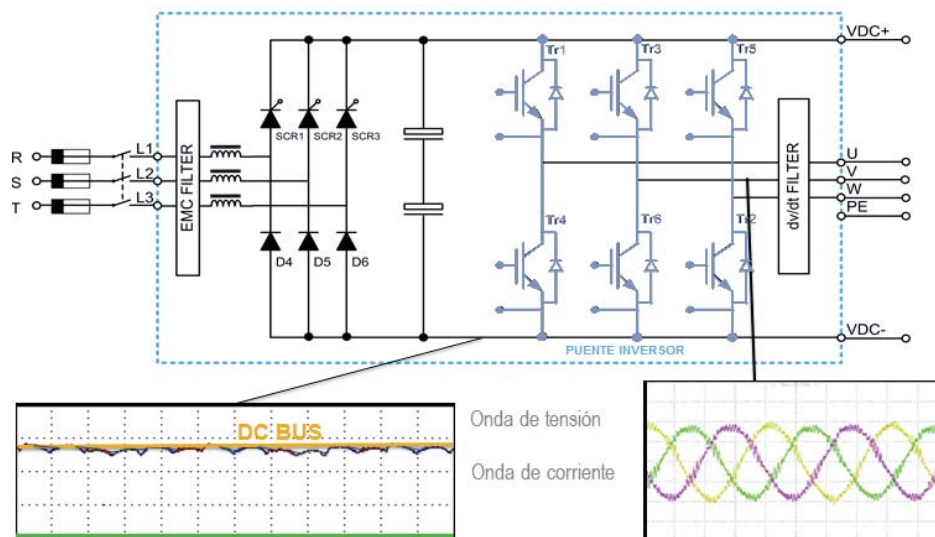 VDC+
Tr1
Tr3
Tr5
SCR1
SCR2
SCR3
R
S
T
L1
L2
L3
EMC FILTER
dv/dt FILTER
U
V
W
PE
Tr4
Tr6
Tr2
D4
D5
D6
PUENTE INVERSOR
VDC-
DC BUS
Onda de tensión
Onda de corriente